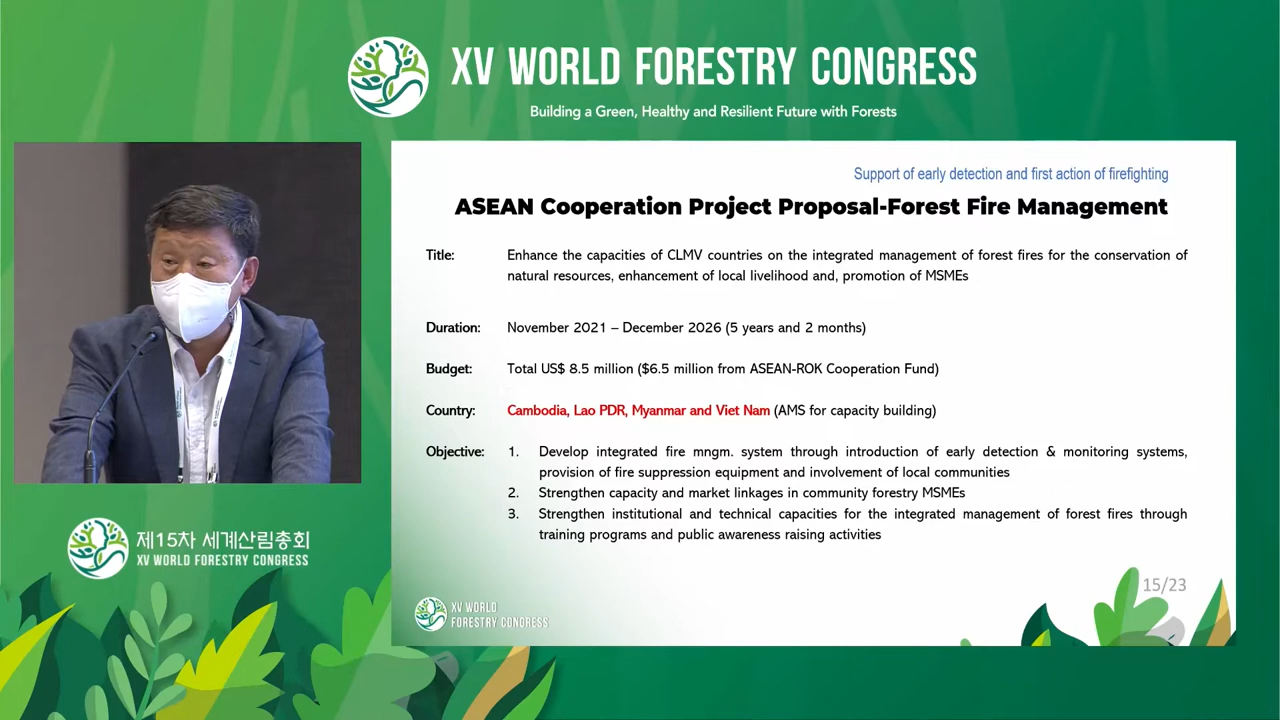 XV WORLD FORESTRY CONGRESS
Building a Green, Healthy and Resilient Future with Forests
Support of early detection and first action of firefighting
ASEAN Cooperation Project Proposal-Forest Fire Management
Title: Enhance the capacities of CLMV countries on the integrated management of forest fires for the conservation of
natural resources, enhancement of local livelihood and, promotion of MSMEs
Duration: November 2021 – December 2026 (5 years and 2 months)
Budget: Total US$ 8.5 million ($6.5 million from ASEAN-ROK Cooperation Fund)
Country: Cambodia, Lao PDR, Myanmar and Viet Nam (AMS for capacity building)
Objective: 1. Develop integrated fire mngm. system through introduction of early detection & monitoring systems,
provision of fire suppression equipment and involvement of local communities
2. Strengthen capacity and market linkages in community forestry MSMEs
3. Strengthen institutional and technical capacities for the integrated management of forest fires through
training programs and public awareness raising activities
15/23
XV WORLD
FORESTRY CONGRESS
제15차 세계산림총회
XV WORLD FORESTRY CONGRESS